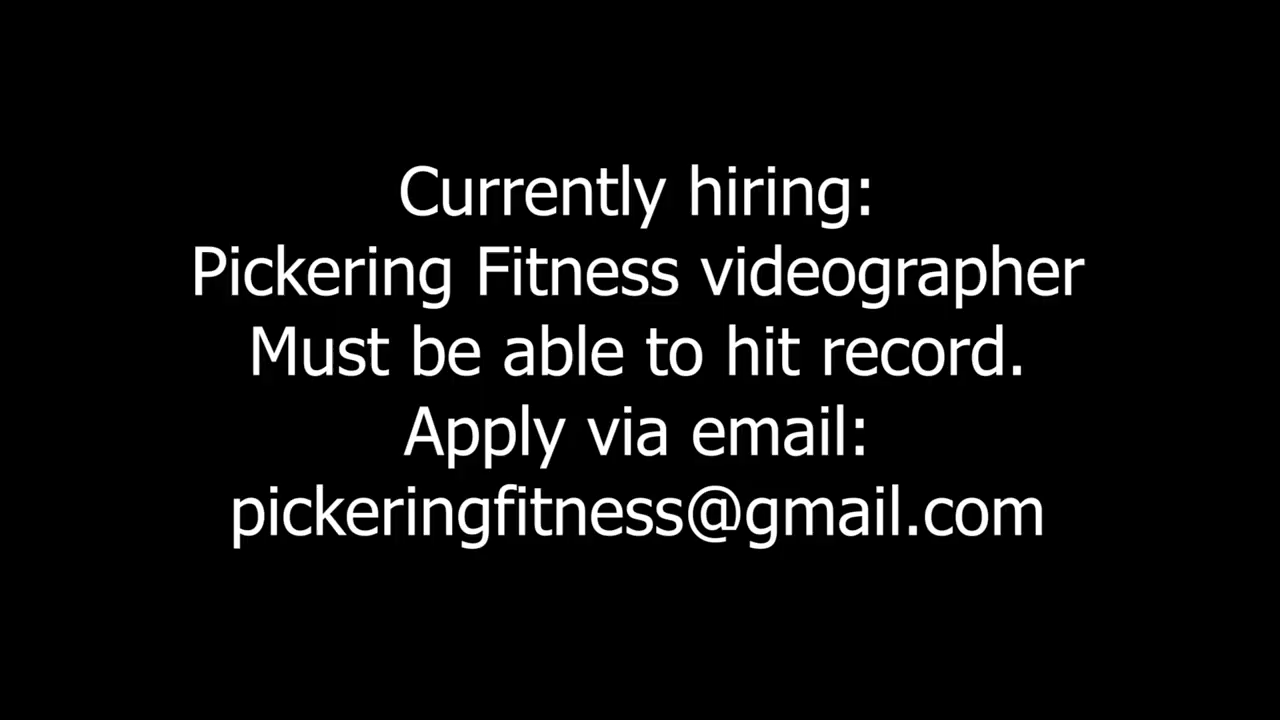 Currently hiring:
Pickering Fitness videographer
Must be able to hit record.
Apply via email:
pickeringfitness@gmail.com